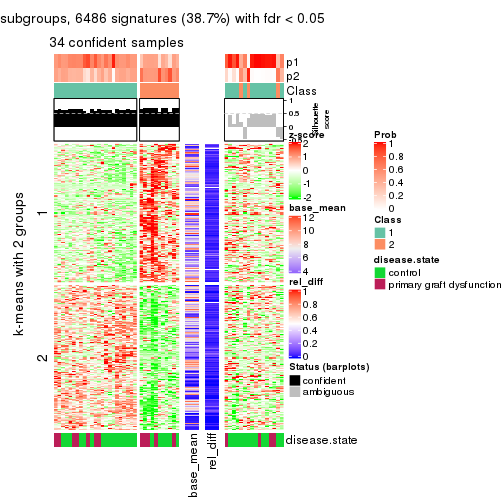 subgroups, 6486 signatures (38.7%) with fdr < 0.05
34 confident samples
p1
p2
Class
1
0.5
0
Silhouette
score
z-score
2
1
0
-1
-2
base_mean
12
10
8
6
4
rel_diff
1
0.8
0.6
0.4
0.2
0
Status (barplots)
confident
ambiguous
Prob
1
0.8
0.6
0.4
0.2
0
Class
1
2
disease.state
control
primary graft dysfunction
k-means with 2 groups
1
2
disease.state
base_mean
rel_diff